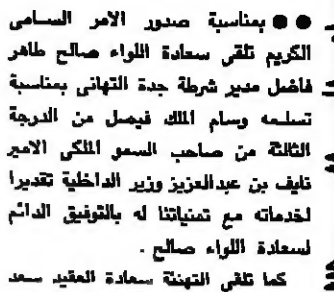 ●● بمناسبة صدور الامر السامى
الكريم تلقى سعادة اللواء صالح طاهر
فاضل مدير شرطة جدة التهانى بمناسبة
تسلمه وسام الملك فيصل من الدرجة
الثالثة من صاحب السمو الملكى الامير
نايف بن عبدالعزيز وزير الداخلية تقديرا
لخدماته مع تمنياتنا له بالتوفيق الدائم
لسعادة اللواء صالح .
كما تلقى التهنئة سعادة العقيد سعد